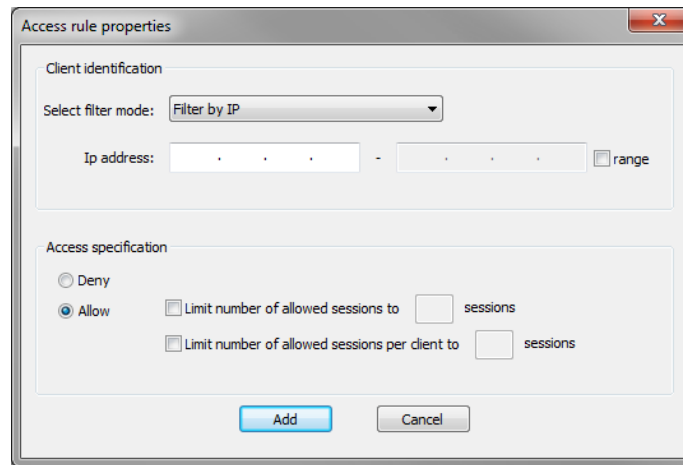 Access rule properties
Client identification
Select filter mode: Filter by IP
Ip address: . . . - . . . range
Access specification
Deny
Allow Limit number of allowed sessions to sessions
Limit number of allowed sessions per client to sessions
Add Cancel